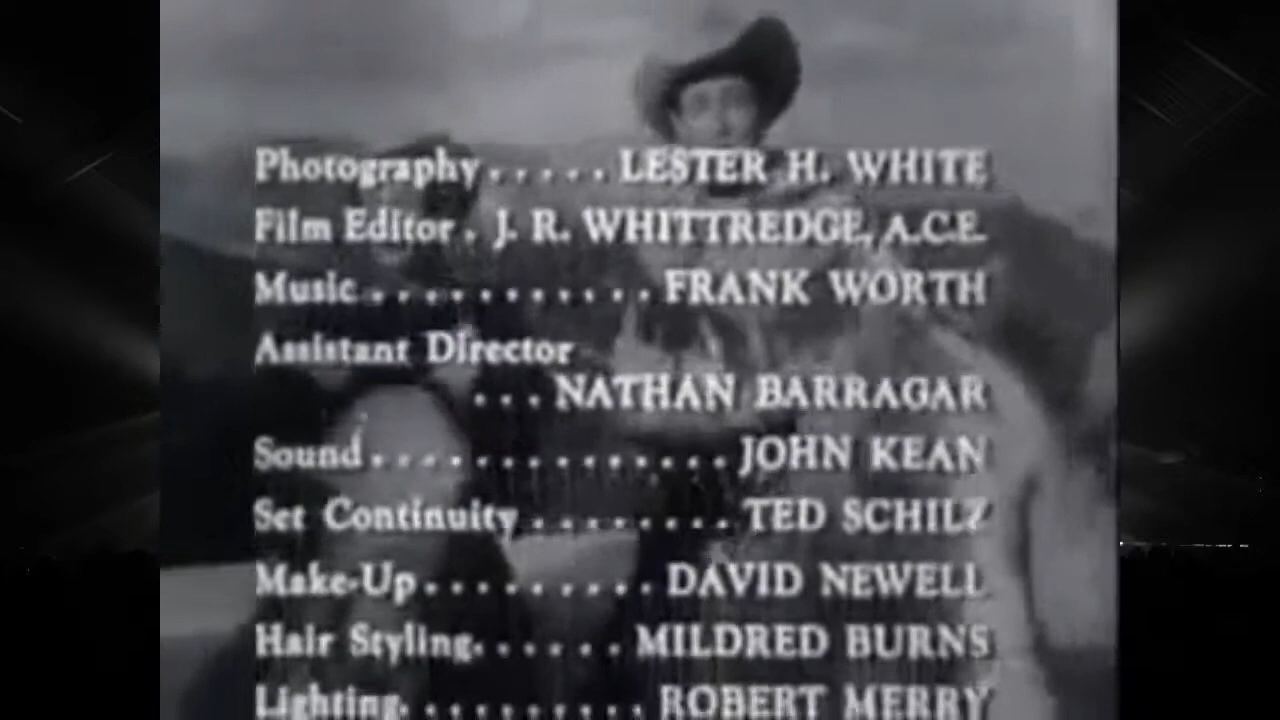 Photography.....LESTER H. WHITE
Film Editor. J. R. WHITTREDGE, A.C.E.
Music...........FRANK WORTH
Assistant Director
...NATHAN BARRAGAR
Sound..............JOHN KEAN
Set Continuity........TED SCHILZ
Make-Up.........DAVID NEWELL
Hair Styling......MILDRED BURNS
Lighting..........ROBERT MERRY